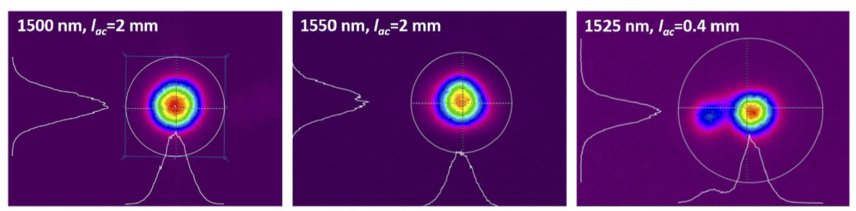 1500 nm, lac=2 mm
1550 nm, lac=2 mm
1525 nm, lac=0.4 mm